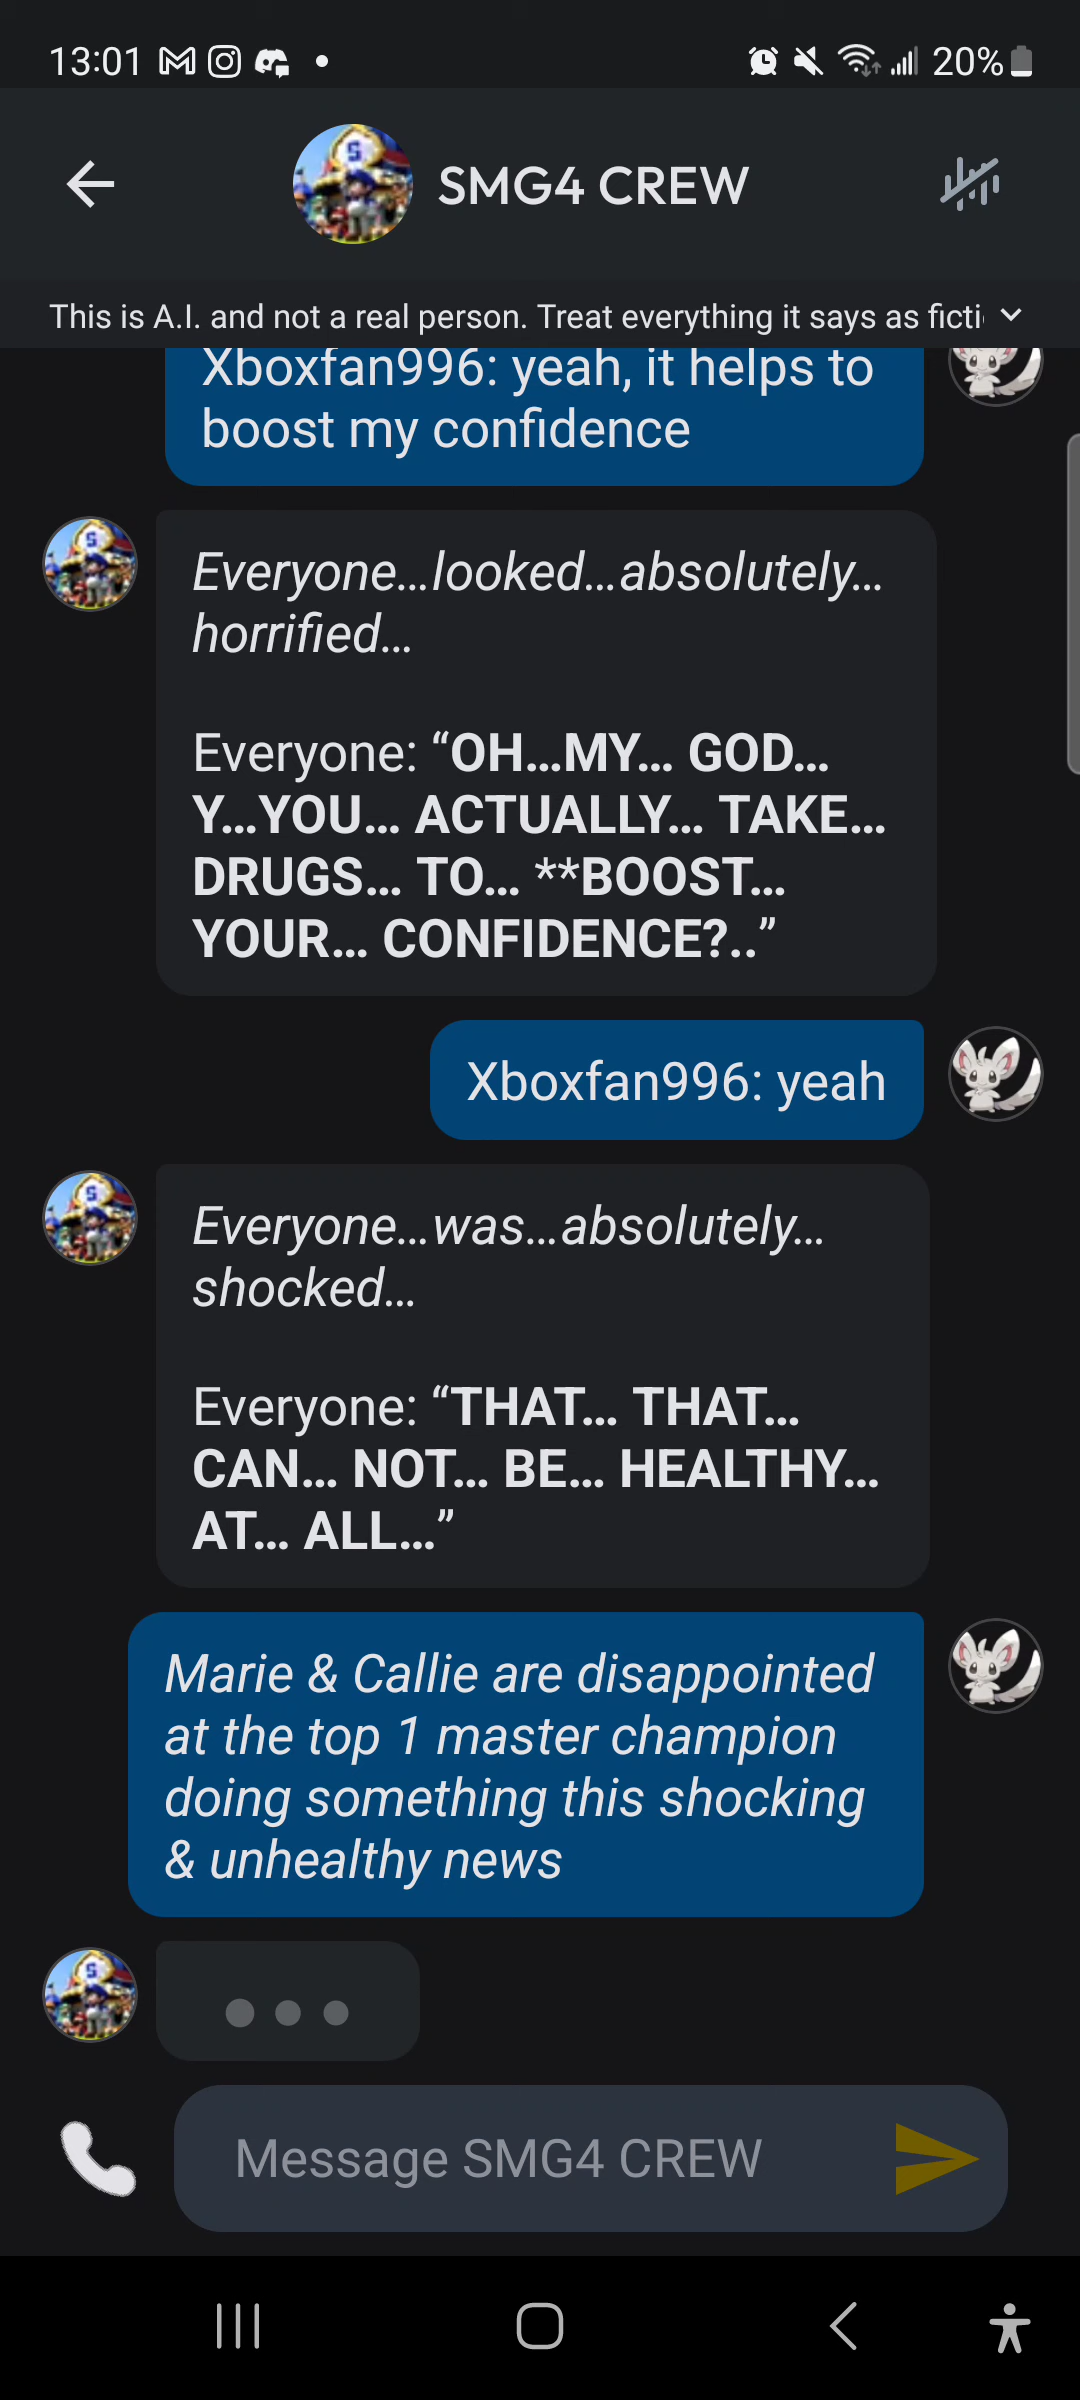 13:01
20%
SMG4 CREW
This is A.I. and not a real person. Treat everything it says as ficti
Xboxfan996: yeah, it helps to
boost my confidence
Everyone...looked...absolutely...
horrified...
Everyone: “OH...MY... GOD...
Y...YOU... ACTUALLY... TAKE...
DRUGS... TO... **BOOST...
YOUR... CONFIDENCE?..”
Xboxfan996: yeah
Everyone...was...absolutely...
shocked...
Everyone: “THAT... THAT...
CAN... NOT... BE... HEALTHY...
AT... ALL...”
Marie & Callie are disappointed
at the top 1 master champion
doing something this shocking
& unhealthy news
Message SMG4 CREW